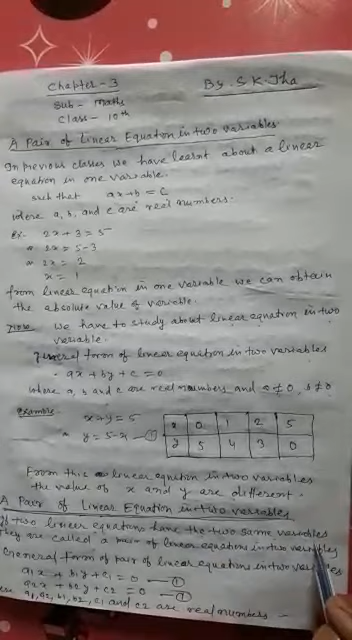 Chapter-3
By. S.K. Jha
Sub- Maths
Class- 10th
A Pair of Linear Equation in two variables.
In previous classes we have learnt about a linear
equation in one variable.
such that ax+b = c
where a, b, and c are real numbers.
Ex- 2x + 3 = 5
2x = 5-3
2x = 2
x = 1
from linear equation in one variable we can obtain
the absolute value of variable.
Now we have to study about linear equation in two
variable.
general form of linear equation in two variables
ax + by + c = 0
where a, b and c are real numbers and a ≠ 0, b ≠ 0
Example- x+y = 5
y = 5-x —①
x 0 1 2 5
y 5 4 3 0
From this linear equation in two variables
the value of x and y are different.
A Pair of Linear Equation in two variables
If two linear equations have the two same variables
they are called a pair of linear equations in two variables
General form of pair of linear equations in two variables
a1x + b1y + c1 = 0 —①
a2x + b2y + c2 = 0 —②
a1, a2, b1, b2, c1 and c2 are real numbers -